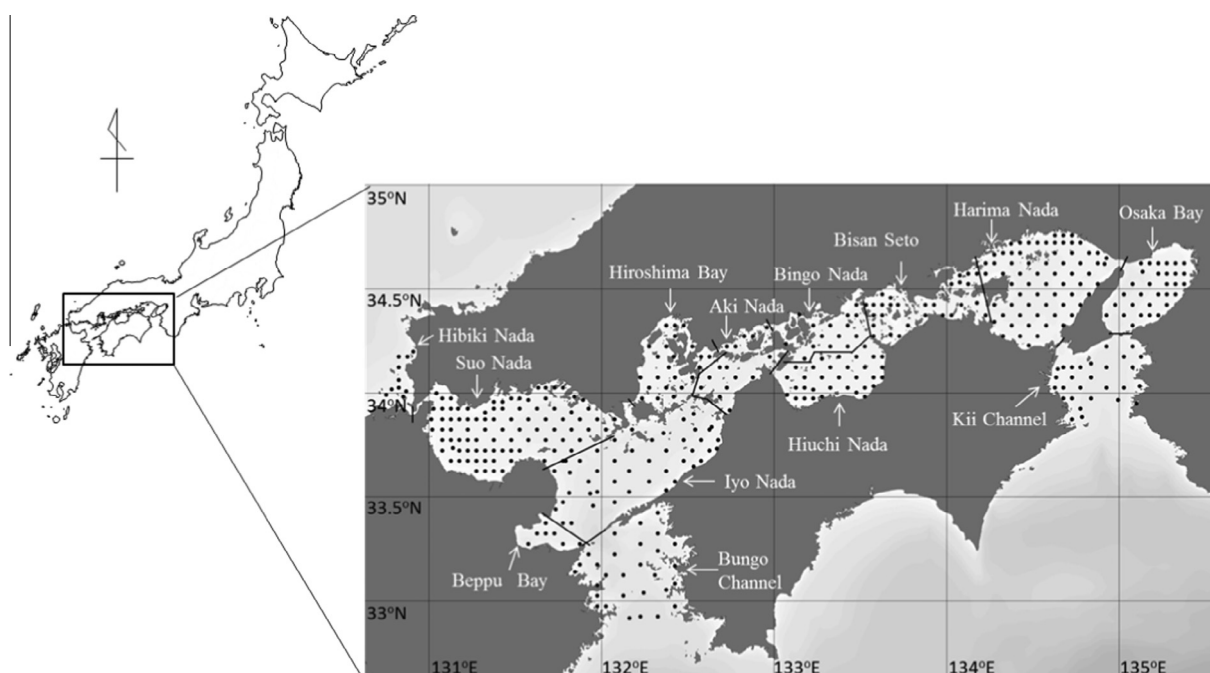 35°N
Harima Nada
Osaka Bay
Bisan Seto
Hiroshima Bay
Bingo Nada
34.5°N
Aki Nada
Hibiki Nada
Suo Nada
34°N
Kii Channel
Hiuchi Nada
Iyo Nada
33.5°N
Beppu Bay
Bungo
Channel
33°N
131°E 132°E 133°E 134°E 135°E